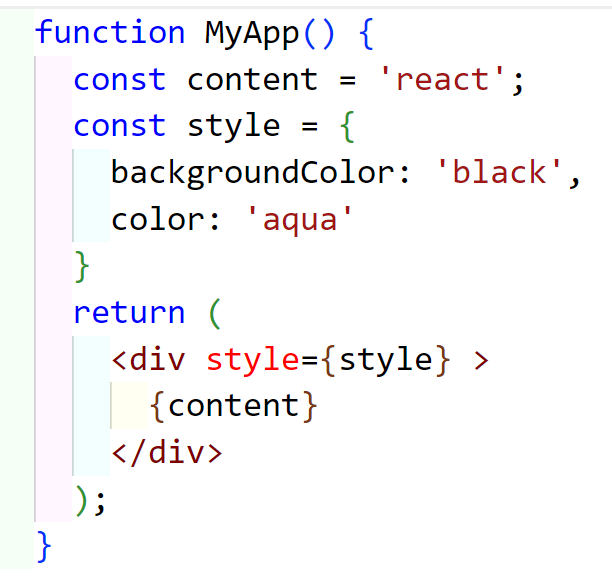 function MyApp() {
  const content = 'react';
  const style = {
    backgroundColor: 'black',
    color: 'aqua'
  }
  return (
    <div style={style} >
      {content}
    </div>
  );
}